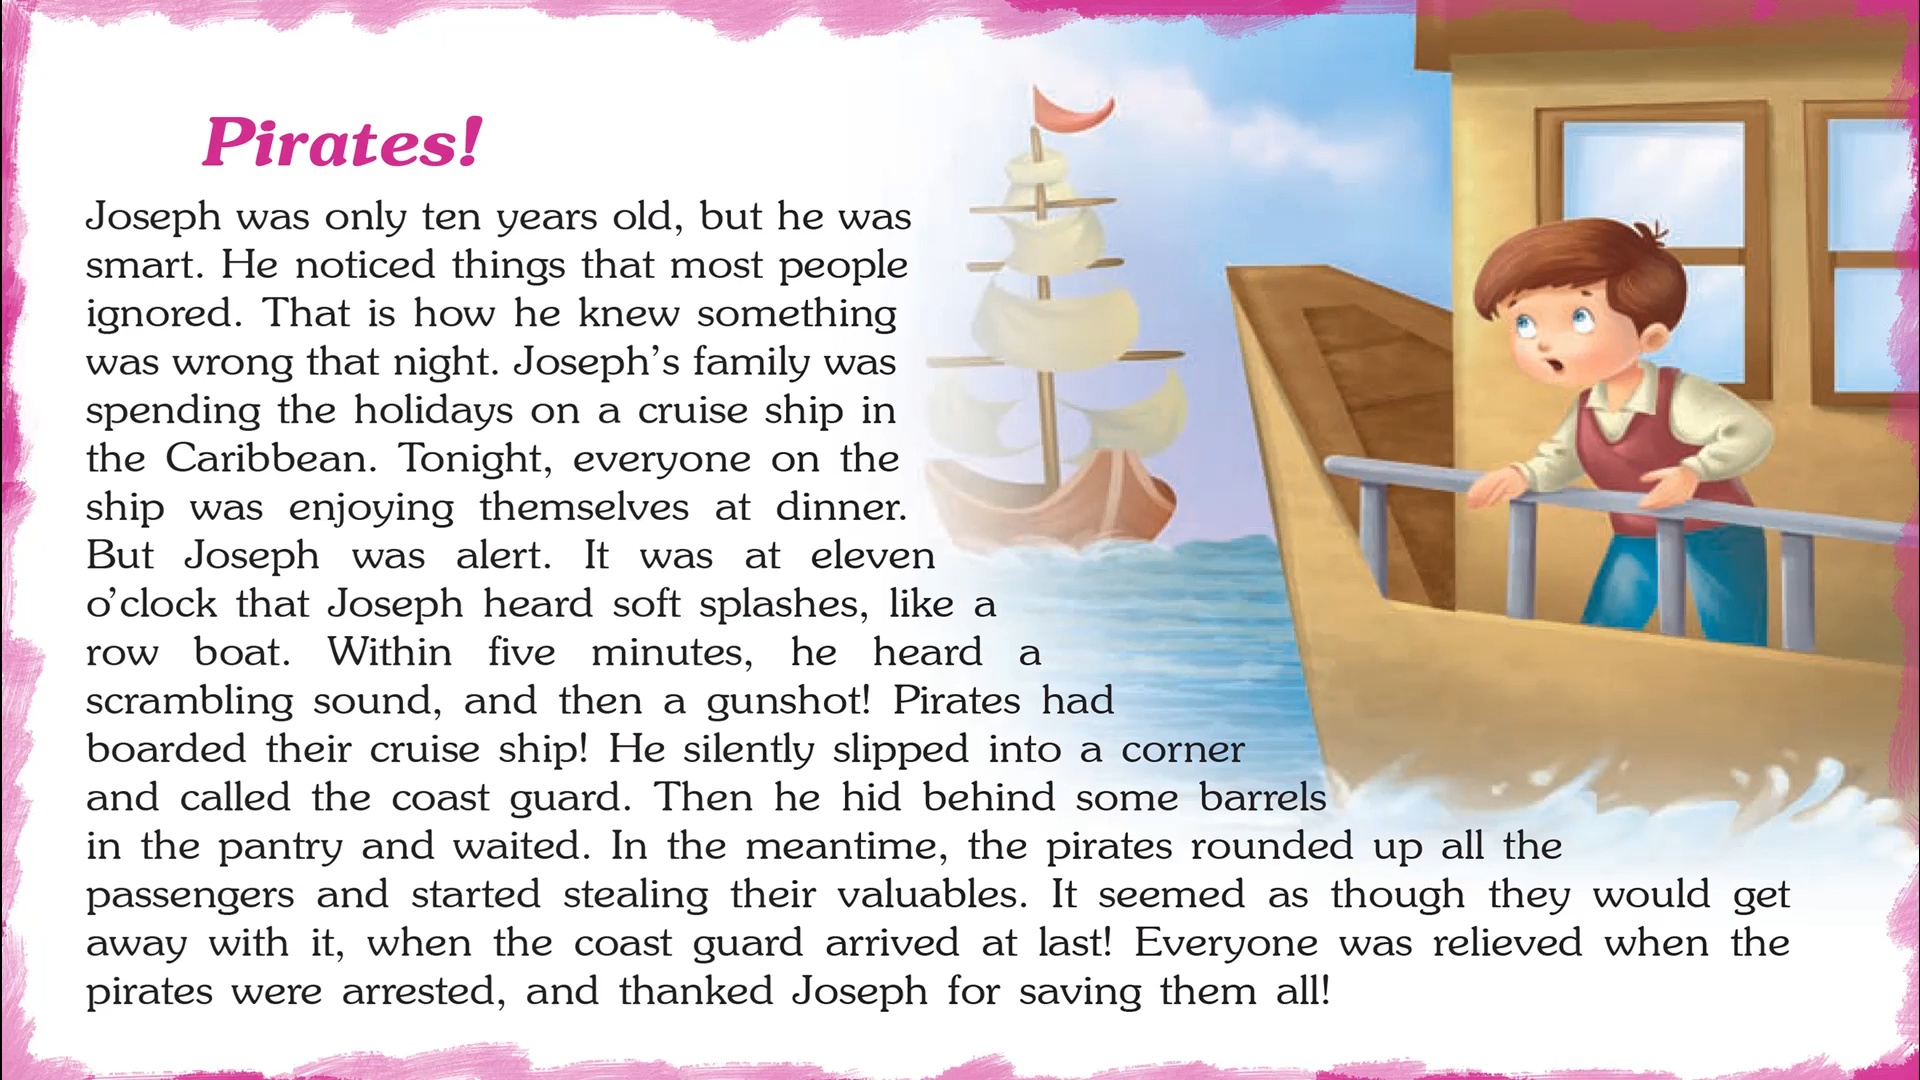 Pirates!
Joseph was only ten years old, but he was
smart. He noticed things that most people
ignored. That is how he knew something
was wrong that night. Joseph’s family was
spending the holidays on a cruise ship in
the Caribbean. Tonight, everyone on the
ship was enjoying themselves at dinner.
But Joseph was alert. It was at eleven
o’clock that Joseph heard soft splashes, like a
row boat. Within five minutes, he heard a
scrambling sound, and then a gunshot! Pirates had
boarded their cruise ship! He silently slipped into a corner
and called the coast guard. Then he hid behind some barrels
in the pantry and waited. In the meantime, the pirates rounded up all the
passengers and started stealing their valuables. It seemed as though they would get
away with it, when the coast guard arrived at last! Everyone was relieved when the
pirates were arrested, and thanked Joseph for saving them all!